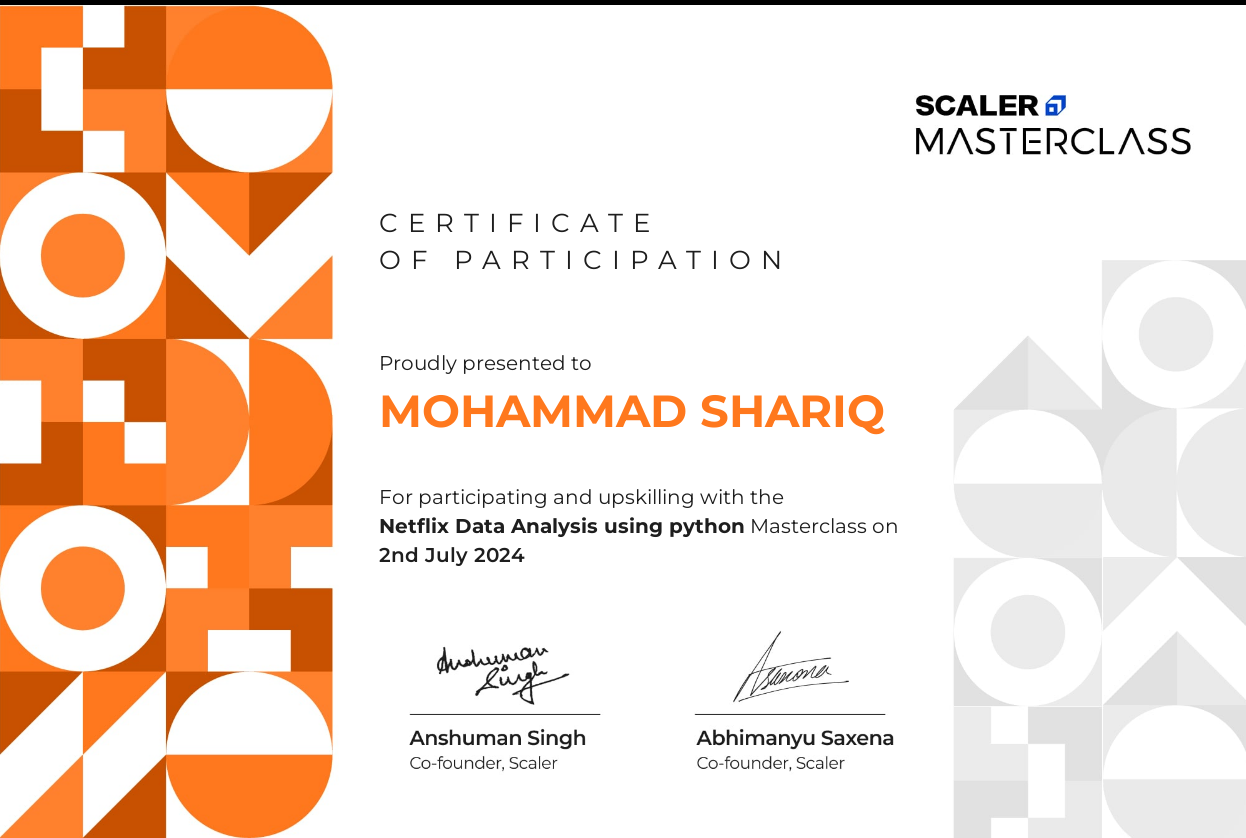 SCALER
MASTERCLASS
CERTIFICATE
OF PARTICIPATION
Proudly presented to
MOHAMMAD SHARIQ
For participating and upskilling with the
Netflix Data Analysis using python Masterclass on
2nd July 2024
Anshuman
Singh
Asaxena
Anshuman Singh
Abhimanyu Saxena
Co-founder, Scaler
Co-founder, Scaler